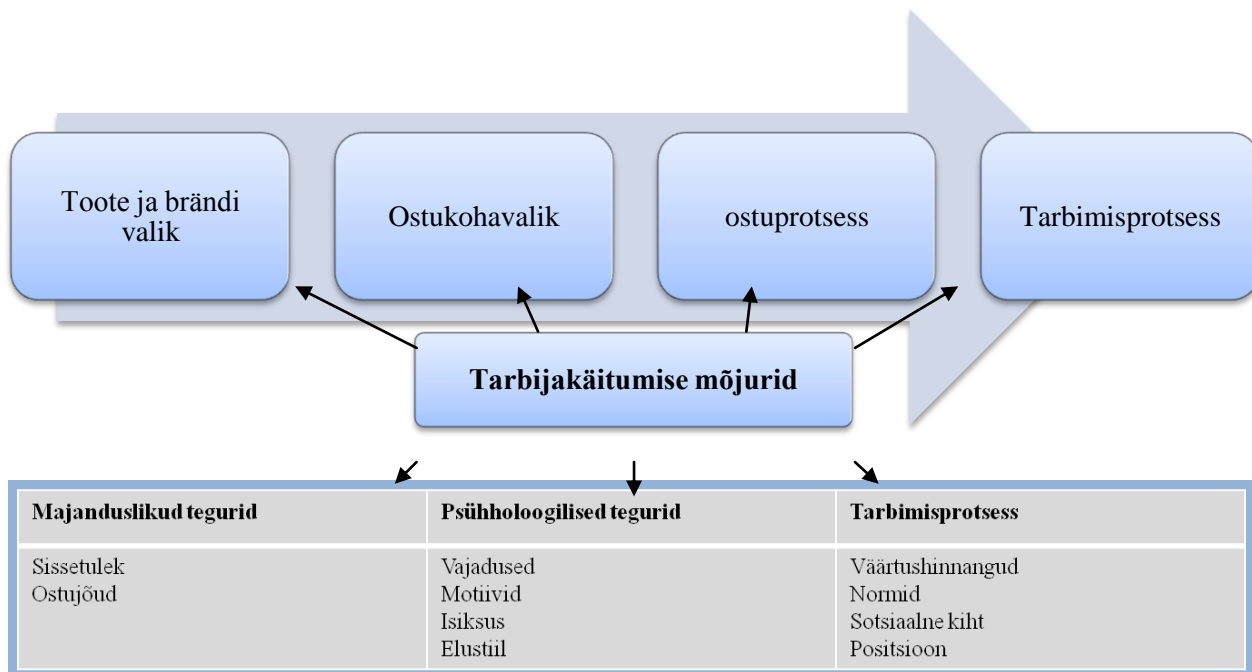 Toote ja brändi
valik
Ostukohavalik
ostuprotsess
Tarbimisprotsess
Tarbijakäitumise mõjurid
Majanduslikud tegurid
Psühholoogilised tegurid
Tarbimisprotsess
Sissetulek
Ostujõud
Vajadused
Motiivid
Isiksus
Elustiil
Väärtushinnangud
Normid
Sotsiaalne kiht
Positsioon